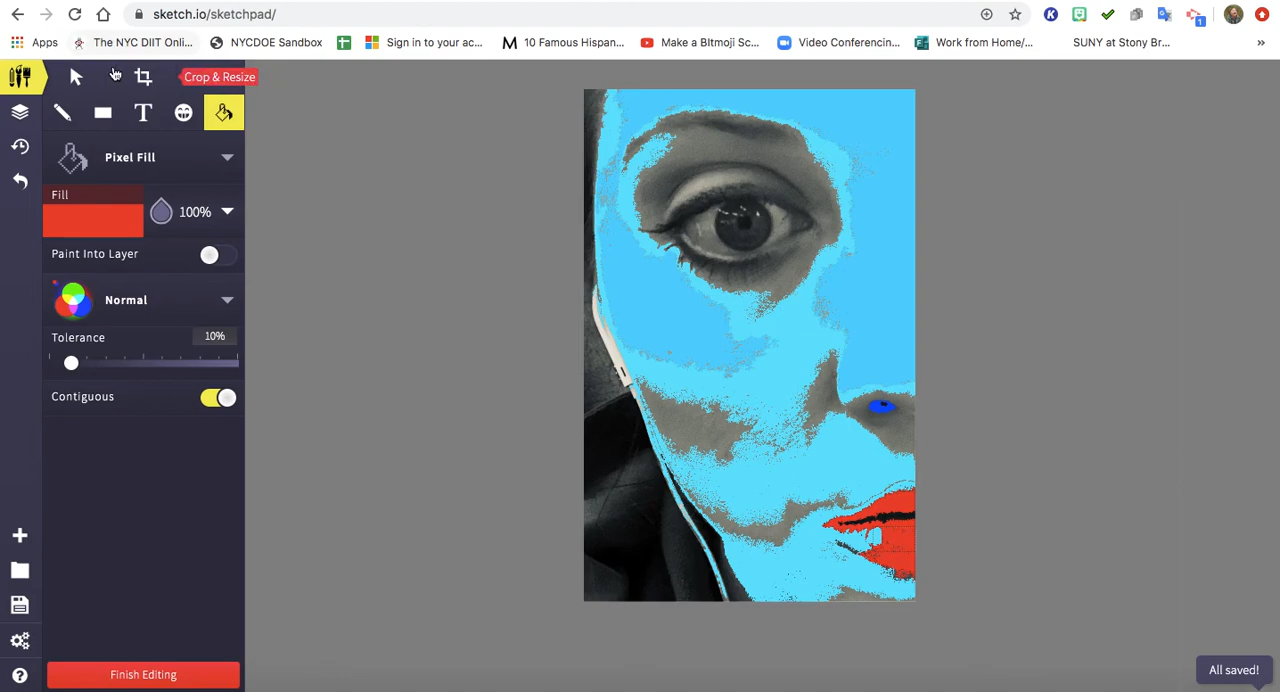 sketch.io/sketchpad/
Apps
The NYC DIIT Onli...
NYCDOE Sandbox
Sign in to your ac...
M 10 Famous Hispan...
Make a BItmoji Sc...
Video Conferencin...
Work from Home/...
SUNY at Stony Br...
»
1
Crop & Resize
T
Pixel Fill
Fill
100%
Paint Into Layer
Normal
Tolerance
10%
Contiguous
Finish Editing
All saved!